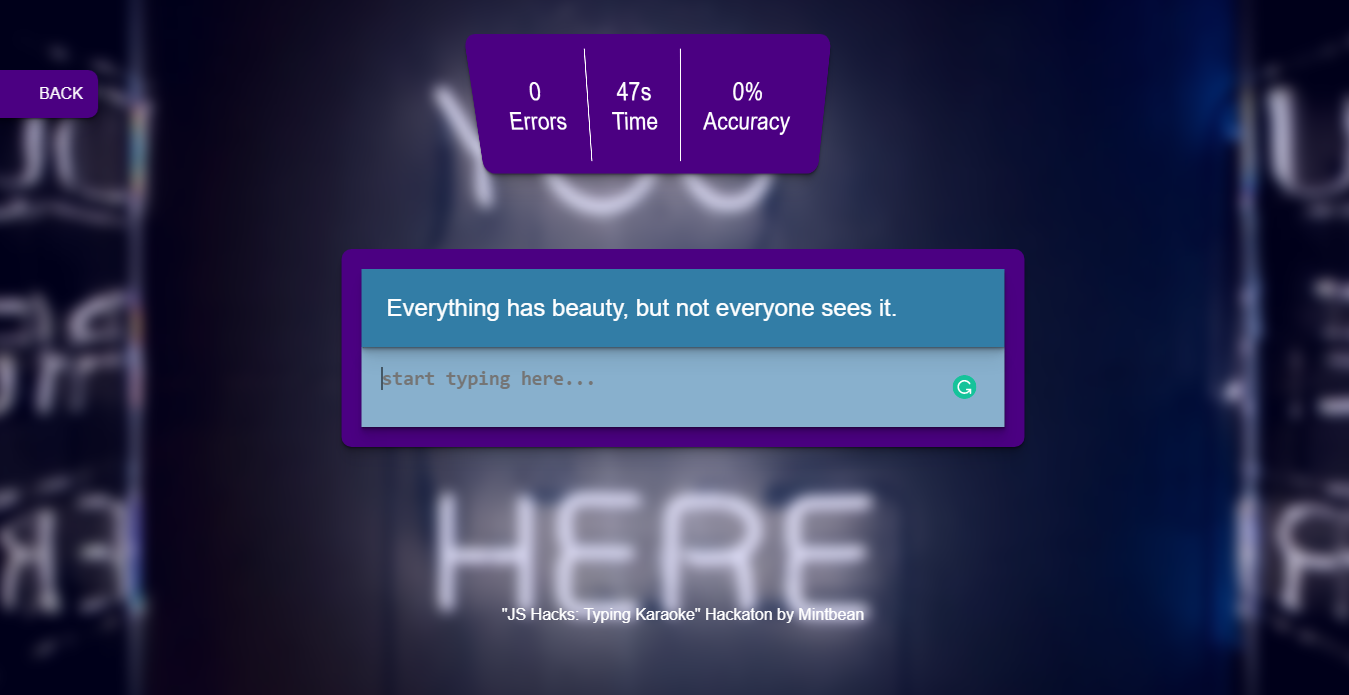 BACK
0 47s 0%
Errors Time Accuracy
YOU
Everything has beauty, but not everyone sees it.
start typing here...
HERE
"JS Hacks: Typing Karaoke" Hackaton by Mintbean